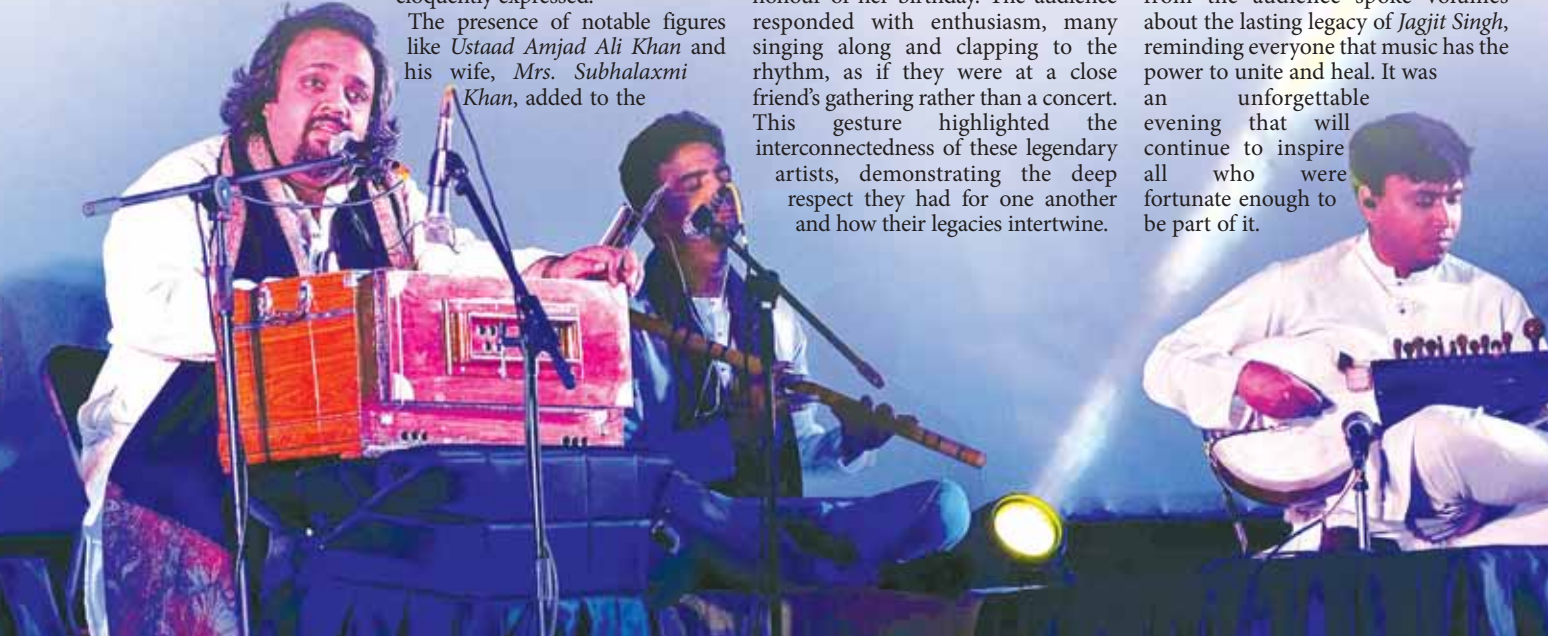 The presence of notable figures
like Ustaad Amjad Ali Khan and
his wife, Mrs. Subhalaxmi
Khan, added to the
responded with enthusiasm, many
singing along and clapping to the
rhythm, as if they were at a close
friend's gathering rather than a concert.
This gesture highlighted the
interconnectedness of these legendary
artists, demonstrating the deep
respect they had for one another
and how their legacies intertwine.
about the lasting legacy of Jagjit Singh,
reminding everyone that music has the
power to unite and heal. It was
an unforgettable
evening that will
continue to inspire
all who were
fortunate enough to
be part of it.